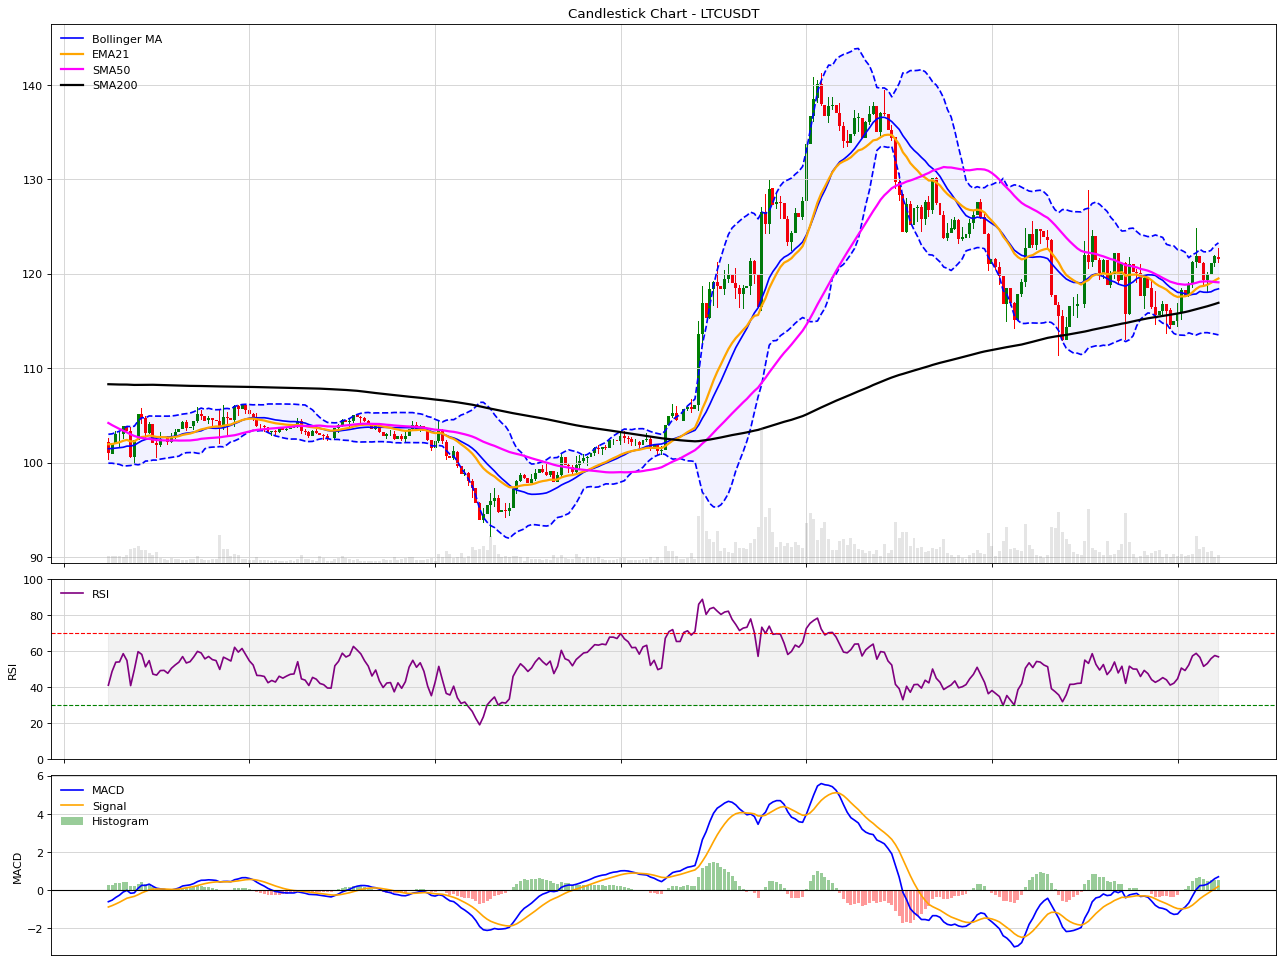 Candlestick Chart - LTCUSDT
Bollinger MA
EMA21
SMA50
SMA200
140
130
120
110
100
90
RSI
100
80
60
40
20
0
RSI
MACD
Signal
Histogram
6
4
2
0
−2
MACD